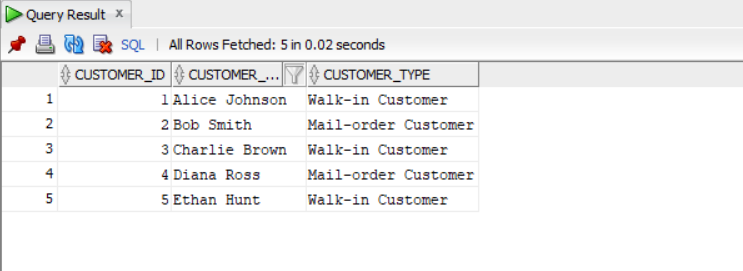 Query Result x
SQL | All Rows Fetched: 5 in 0.02 seconds
CUSTOMER_ID CUSTOMER_... CUSTOMER_TYPE
1 1 Alice Johnson Walk-in Customer
2 2 Bob Smith Mail-order Customer
3 3 Charlie Brown Walk-in Customer
4 4 Diana Ross Mail-order Customer
5 5 Ethan Hunt Walk-in Customer